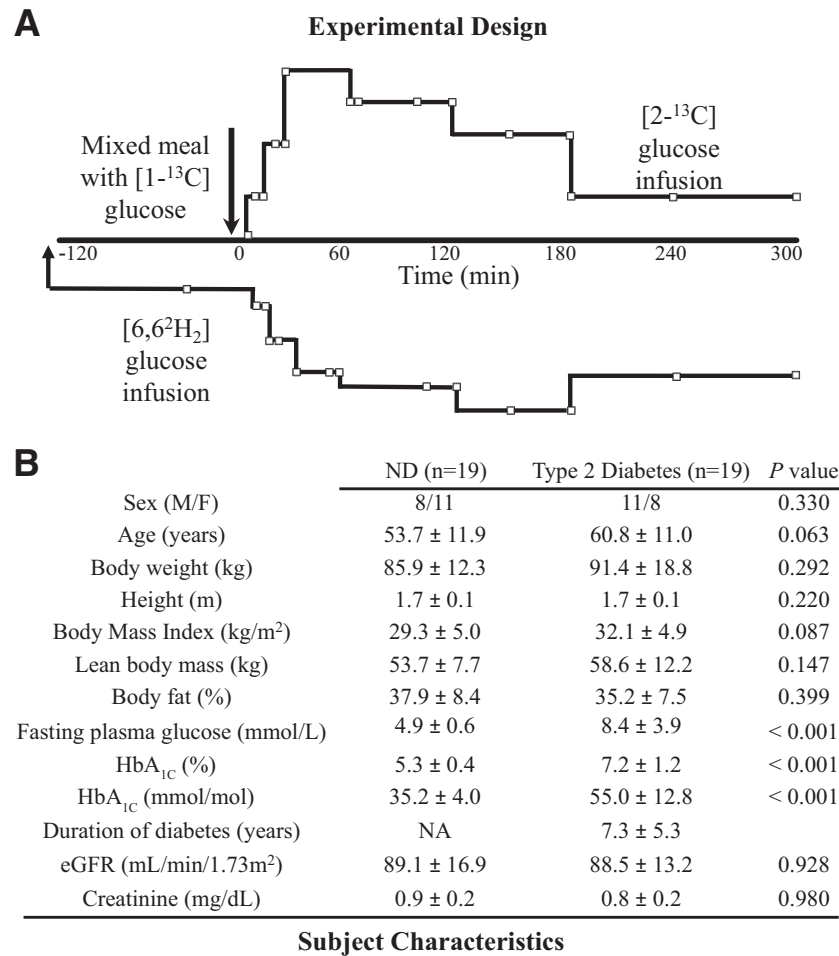 A
Experimental Design
Mixed meal
with [1-¹³C]
glucose
[2-¹³C]
glucose
infusion
-120 0 60 120 180 240 300
Time (min)
[6,6²H₂]
glucose
infusion
B
ND (n=19) Type 2 Diabetes (n=19) P value
Sex (M/F) 8/11 11/8 0.330
Age (years) 53.7 ± 11.9 60.8 ± 11.0 0.063
Body weight (kg) 85.9 ± 12.3 91.4 ± 18.8 0.292
Height (m) 1.7 ± 0.1 1.7 ± 0.1 0.220
Body Mass Index (kg/m²) 29.3 ± 5.0 32.1 ± 4.9 0.087
Lean body mass (kg) 53.7 ± 7.7 58.6 ± 12.2 0.147
Body fat (%) 37.9 ± 8.4 35.2 ± 7.5 0.399
Fasting plasma glucose (mmol/L) 4.9 ± 0.6 8.4 ± 3.9 < 0.001
HbA1C (%) 5.3 ± 0.4 7.2 ± 1.2 < 0.001
HbA1C (mmol/mol) 35.2 ± 4.0 55.0 ± 12.8 < 0.001
Duration of diabetes (years) NA 7.3 ± 5.3
eGFR (mL/min/1.73m²) 89.1 ± 16.9 88.5 ± 13.2 0.928
Creatinine (mg/dL) 0.9 ± 0.2 0.8 ± 0.2 0.980
Subject Characteristics